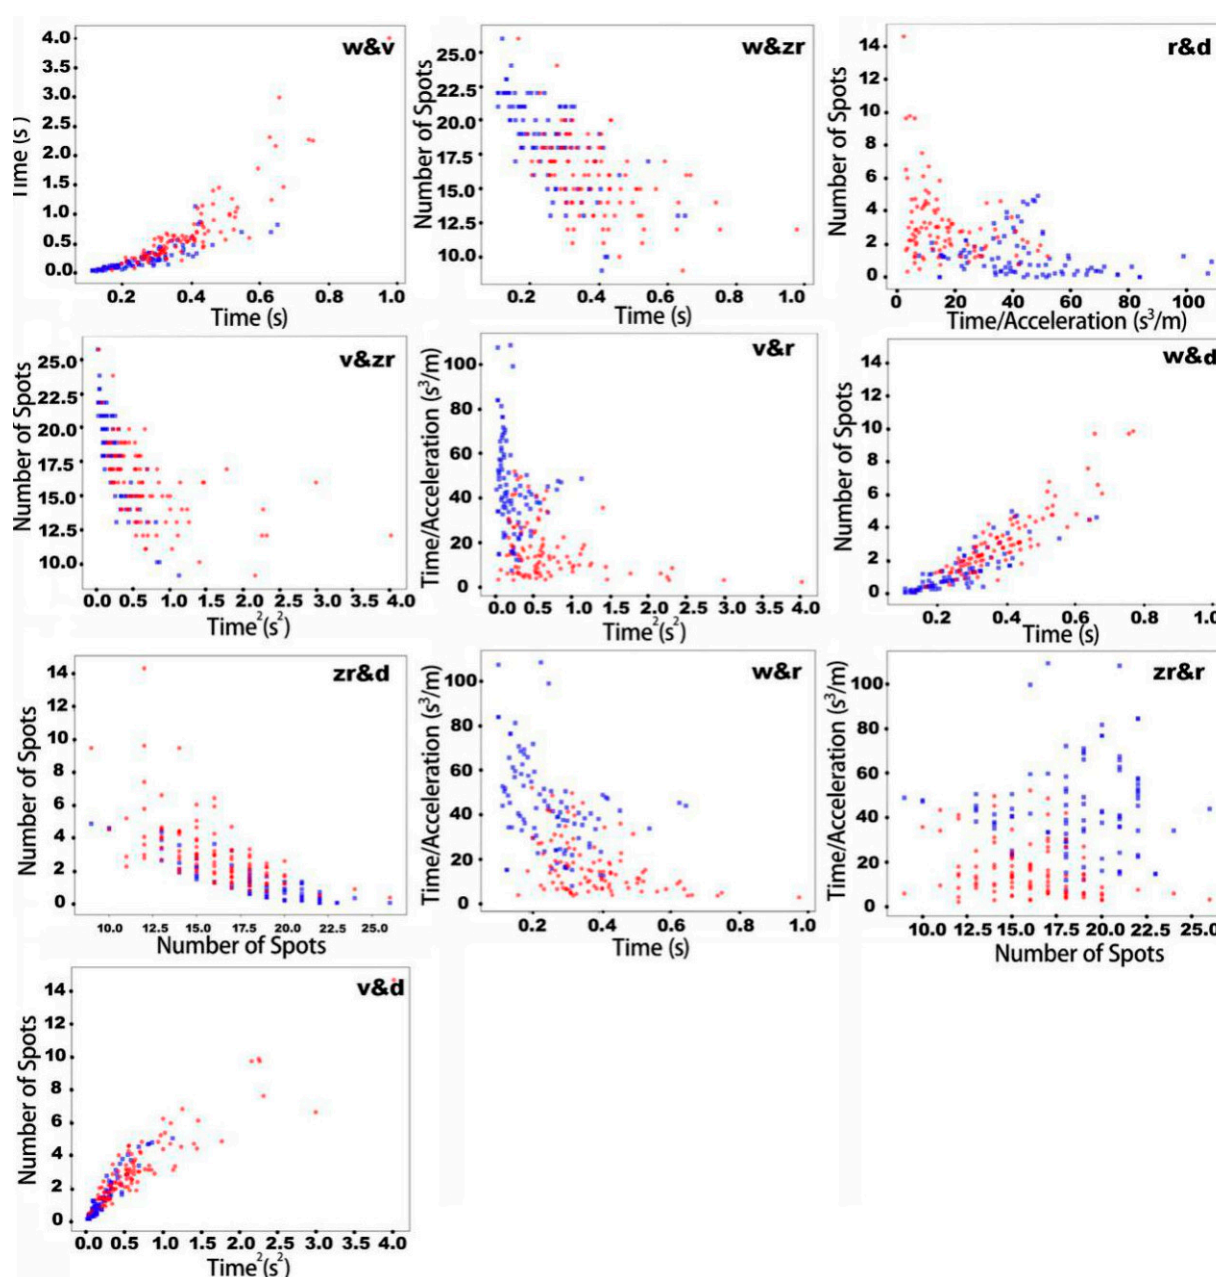 w&v
Time (s)
4.0
3.5
3.0
2.5
2.0
1.5
1.0
0.5
0.0
0.2 0.4 0.6 0.8 1.0
Time (s)
w&zr
Number of Spots
25.0
22.5
20.0
17.5
15.0
12.5
10.0
0.2 0.4 0.6 0.8 1.0
Time (s)
r&d
Number of Spots
14
12
10
8
6
4
2
0
0 20 40 60 80 100
Time/Acceleration (s³/m)
v&zr
Number of Spots
25.0
22.5
20.0
17.5
15.0
12.5
10.0
0.0 0.5 1.0 1.5 2.0 2.5 3.0 3.5 4.0
Time²(s²)
v&r
Time/Acceleration (s³/m)
100
80
60
40
20
0
0.0 0.5 1.0 1.5 2.0 2.5 3.0 3.5 4.0
Time²(s²)
w&d
Number of Spots
14
12
10
8
6
4
2
0
0.2 0.4 0.6 0.8 1.0
Time (s)
zr&d
Number of Spots
14
12
10
8
6
4
2
0
10.0 12.5 15.0 17.5 20.0 22.5 25.0
Number of Spots
w&r
Time/Acceleration (s³/m)
100
80
60
40
20
0
0.2 0.4 0.6 0.8 1.0
Time (s)
zr&r
Time/Acceleration (s³/m)
100
80
60
40
20
0
10.0 12.5 15.0 17.5 20.0 22.5 25.0
Number of Spots
v&d
Number of Spots
14
12
10
8
6
4
2
0
0.0 0.5 1.0 1.5 2.0 2.5 3.0 3.5 4.0
Time²(s²)